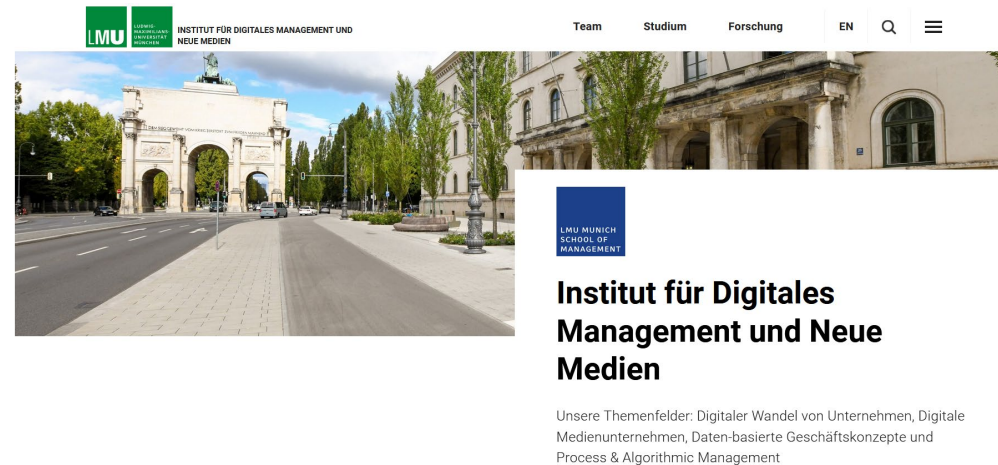 LMU
LUDWIG-
MAXIMILIANS-
UNIVERSITÄT
MÜNCHEN
INSTITUT FÜR DIGITALES MANAGEMENT UND
NEUE MEDIEN
Team Studium Forschung EN
LMU MUNICH
SCHOOL OF
MANAGEMENT
Institut für Digitales
Management und Neue
Medien
Unsere Themenfelder: Digitaler Wandel von Unternehmen, Digitale
Medienunternehmen, Daten-basierte Geschäftskonzepte und
Process & Algorithmic Management